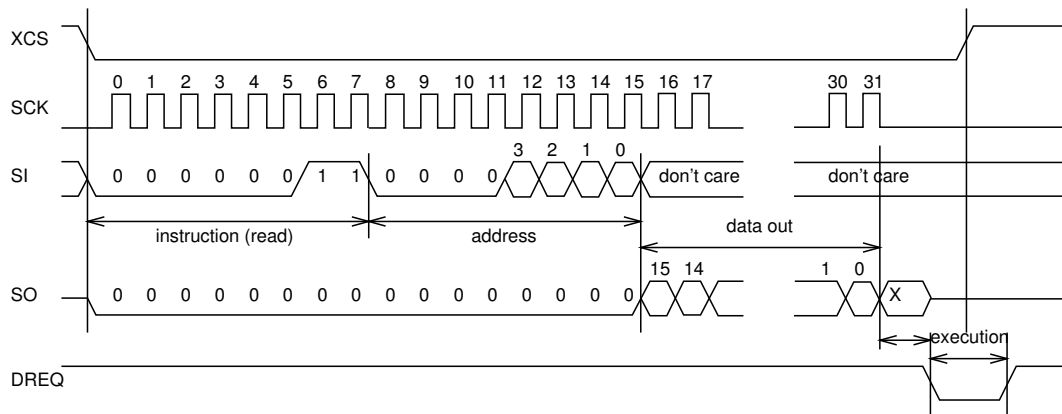 XCS
0 1 2 3 4 5 6 7 8 9 10 11 12 13 14 15 16 17 30 31
SCK
3 2 1 0
SI 0 0 0 0 0 0 1 1 0 0 0 0 don't care don't care
instruction (read) address data out
15 14 1 0
SO 0 0 0 0 0 0 0 0 0 0 0 0 0 0 0 0 X
execution
DREQ